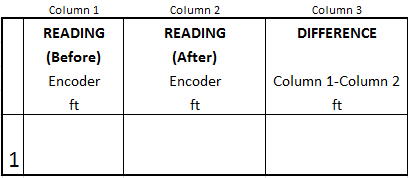 Column 1 Column 2 Column 3
READING READING DIFFERENCE
(Before) (After)
Encoder Encoder Column 1-Column 2
ft ft ft
1